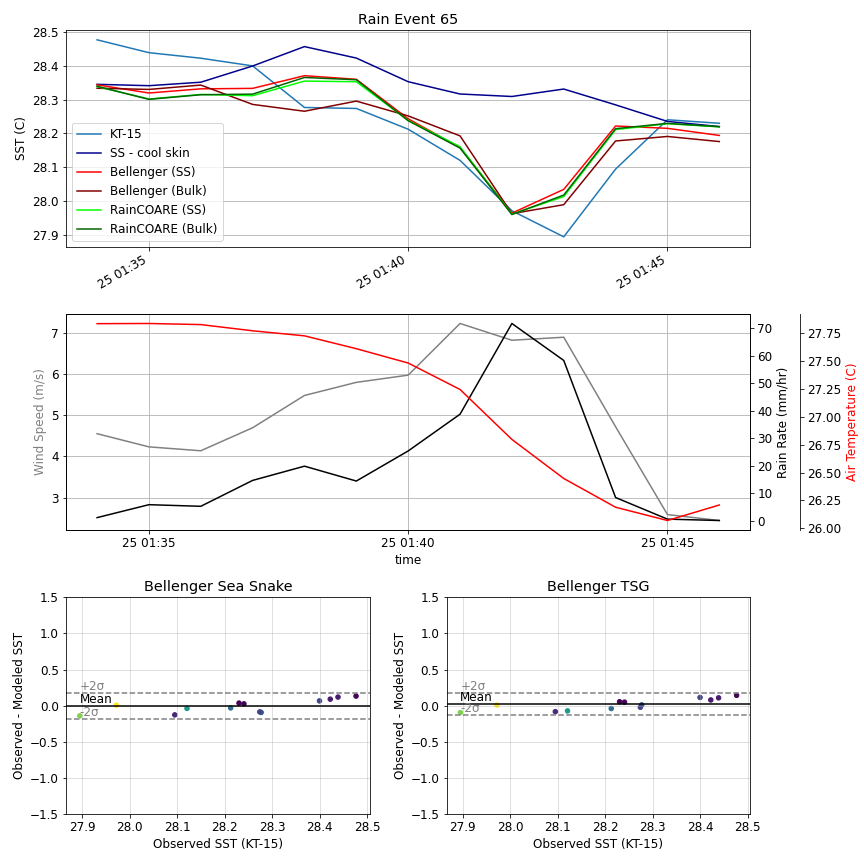 Rain Event 65
SST (C)
28.5
28.4
28.3
28.2
28.1
28.0
27.9
KT-15
SS - cool skin
Bellenger (SS)
Bellenger (Bulk)
RainCOARE (SS)
RainCOARE (Bulk)
25 01:35
25 01:40
25 01:45
Wind Speed (m/s)
7
6
5
4
3
70
60
50
40
30
20
10
0
Rain Rate (mm/hr)
27.75
27.50
27.25
27.00
26.75
26.50
26.25
26.00
Air Temperature (C)
25 01:35
25 01:40
25 01:45
time
Bellenger Sea Snake
Observed - Modeled SST
1.5
1.0
0.5
0.0
−0.5
−1.0
−1.5
+2σ
Mean
-2σ
27.9
28.0
28.1
28.2
28.3
28.4
28.5
Observed SST (KT-15)
Bellenger TSG
Observed - Modeled SST
1.5
1.0
0.5
0.0
−0.5
−1.0
−1.5
+2σ
Mean
-2σ
27.9
28.0
28.1
28.2
28.3
28.4
28.5
Observed SST (KT-15)